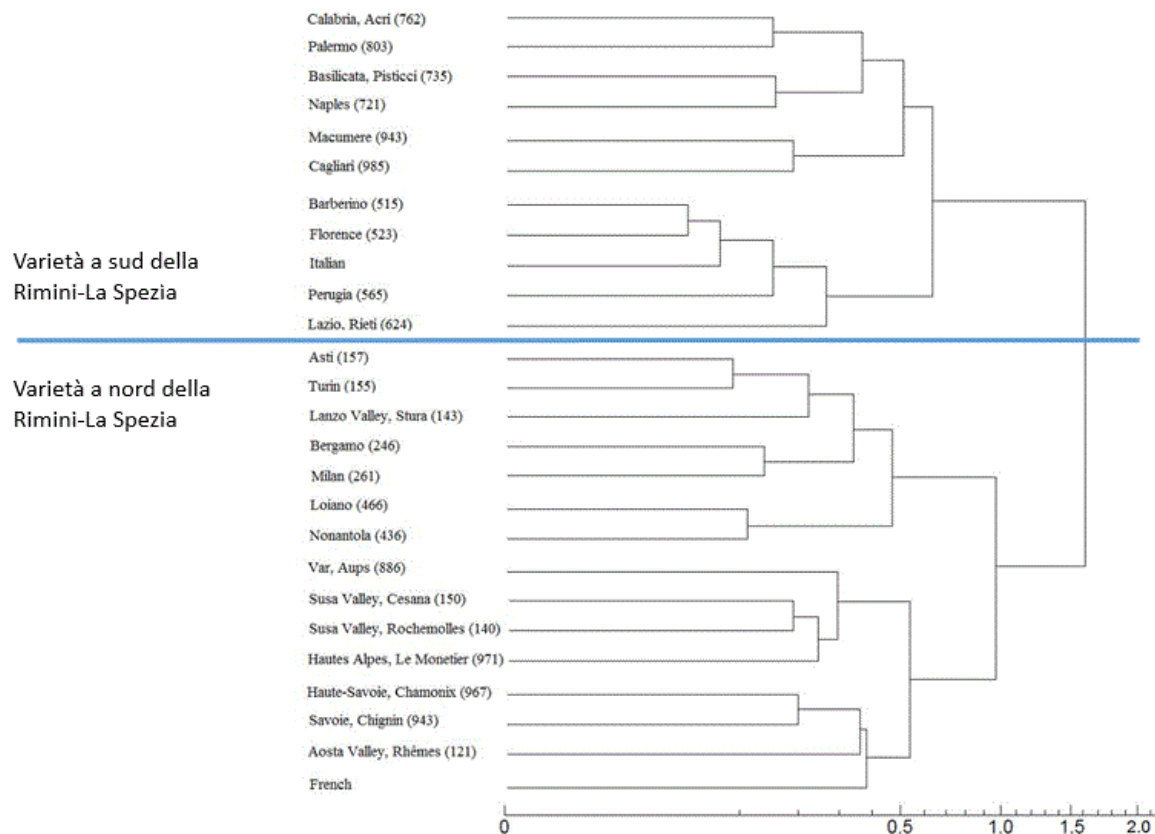 Calabria, Acri (762)
Palermo (803)
Basilicata, Pisticci (735)
Naples (721)
Macumere (943)
Cagliari (985)
Barberino (515)
Florence (523)
Varietà a sud della
Rimini-La Spezia
Italian
Perugia (565)
Lazio, Rieti (624)
Asti (157)
Varietà a nord della
Rimini-La Spezia
Turin (155)
Lanzo Valley, Stura (143)
Bergamo (246)
Milan (261)
Loiano (466)
Nonantola (436)
Var, Aups (886)
Susa Valley, Cesana (150)
Susa Valley, Rochemolles (140)
Hautes Alpes, Le Monetier (971)
Haute-Savoie, Chamonix (967)
Savoie, Chignin (943)
Aosta Valley, Rhêmes (121)
French
0 0.5 1.0 1.5 2.0